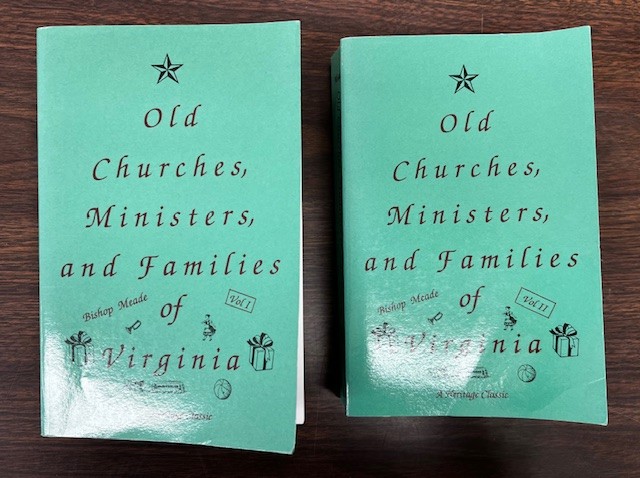 Old
Churches,
Ministers,
and Families
Bishop Meade
of
Vol I
Virginia
Classic
Old
Churches,
Ministers,
and Families
Bishop Meade
of
Vol II
Virginia
A Heritage Classic